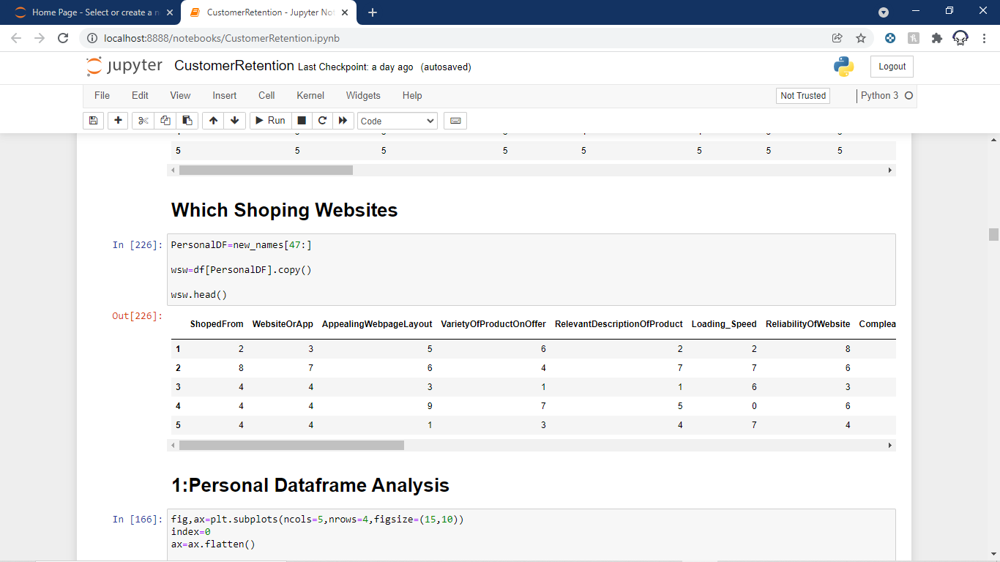 Home Page - Select or create a n
CustomerRetention - Jupyter Not
localhost:8888/notebooks/CustomerRetention.ipynb
jupyter CustomerRetention Last Checkpoint: a day ago (autosaved)
Logout
File Edit View Insert Cell Kernel Widgets Help
Not Trusted
Python 3
Run
Code
5 5 5 5 5 5 5 5
Which Shoping Websites
In [226]:
PersonalDF=new_names[47:]
wsw=df[PersonalDF].copy()
wsw.head()
Out[226]:
ShopedFrom WebsiteOrApp AppealingWebpageLayout VarietyOfProductOnOffer RelevantDescriptionOfProduct Loading_Speed ReliabilityOfWebsite Complea
1 2 3 5 6 2 2 8
2 8 7 6 4 7 7 6
3 4 4 3 1 1 6 3
4 4 4 9 7 5 0 6
5 4 4 1 3 4 7 4
1:Personal Dataframe Analysis
In [166]:
fig,ax=plt.subplots(ncols=5,nrows=4,figsize=(15,10))
index=0
ax=ax.flatten()